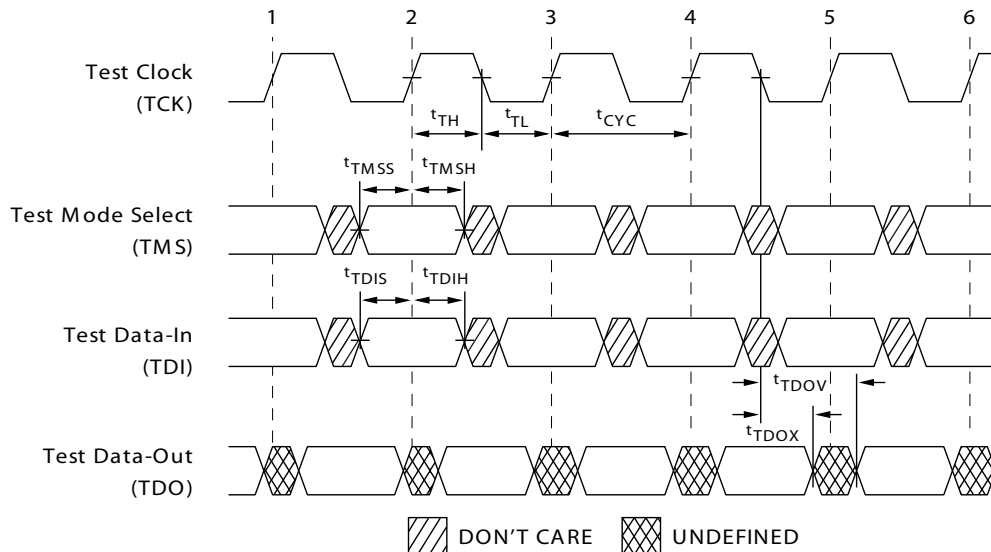 1 2 3 4 5 6
Test Clock
(TCK)
tTH tTL tCYC
tTMSS tTMSH
Test Mode Select
(TMS)
tTDIS tTDIH
Test Data-In
(TDI)
tTDOV
tTDOX
Test Data-Out
(TDO)
DON'T CARE UNDEFINED